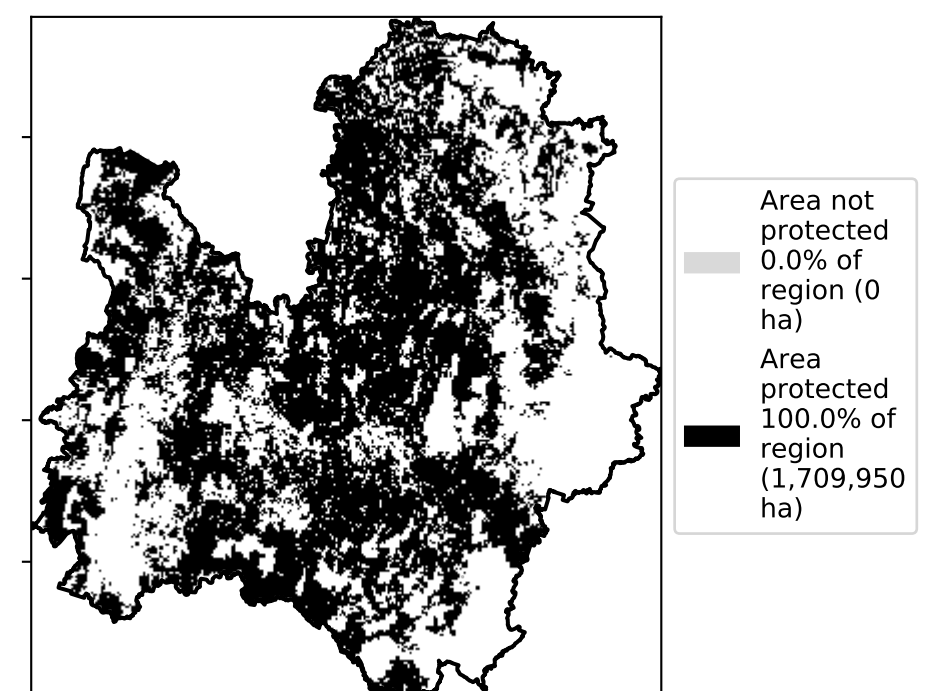 Area not
protected
0.0% of
region (0
ha)
Area
protected
100.0% of
region
(1,709,950
ha)